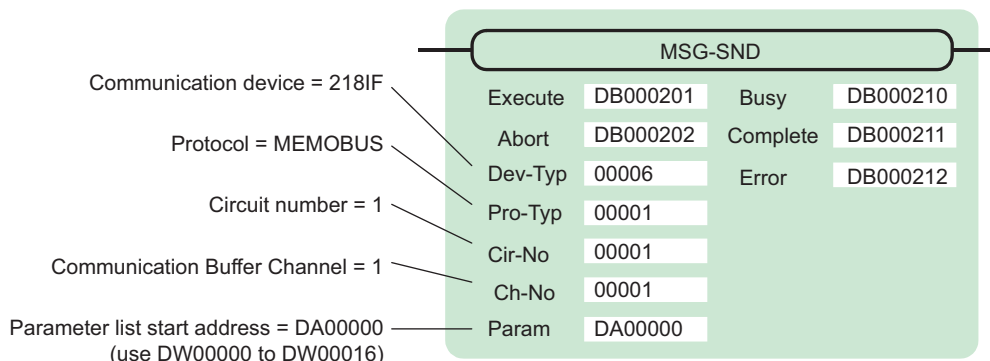 MSG-SND
Communication device = 218IF
Protocol = MEMOBUS
Circuit number = 1
Communication Buffer Channel = 1
Parameter list start address = DA00000
(use DW00000 to DW00016)
Execute DB000201 Busy DB000210
Abort DB000202 Complete DB000211
Dev-Typ 00006 Error DB000212
Pro-Typ 00001
Cir-No 00001
Ch-No 00001
Param DA00000